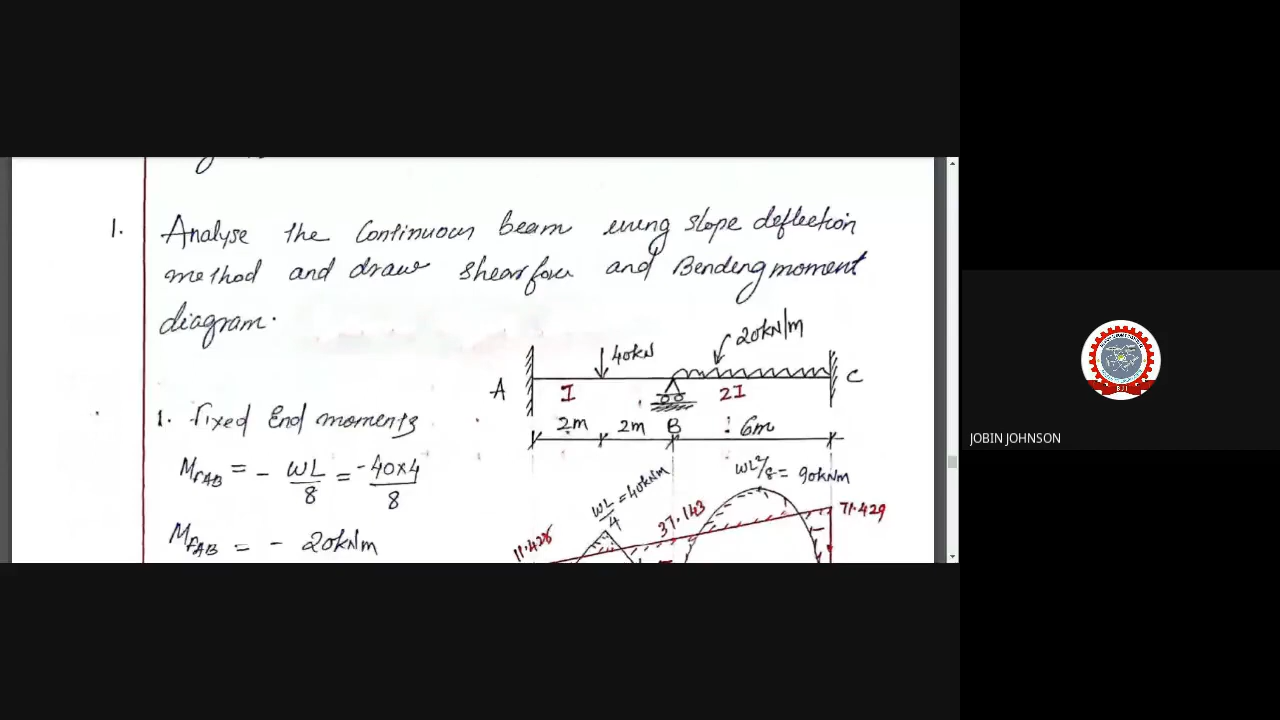 1. Analyse the Continuous beam using slope deflection
method and draw shear force and Bending moment
diagram.
40kN
20kN/m
A
I
2I
C
2m
2m
B
6m
1. Fixed End moments
MFAB = - WL/8 = -40×4/8
MFAB = - 20kNm
WL/4 = 40kNm
WL²/8 = 90kNm
11.428
37.143
71.429
BJI
JOBIN JOHNSON